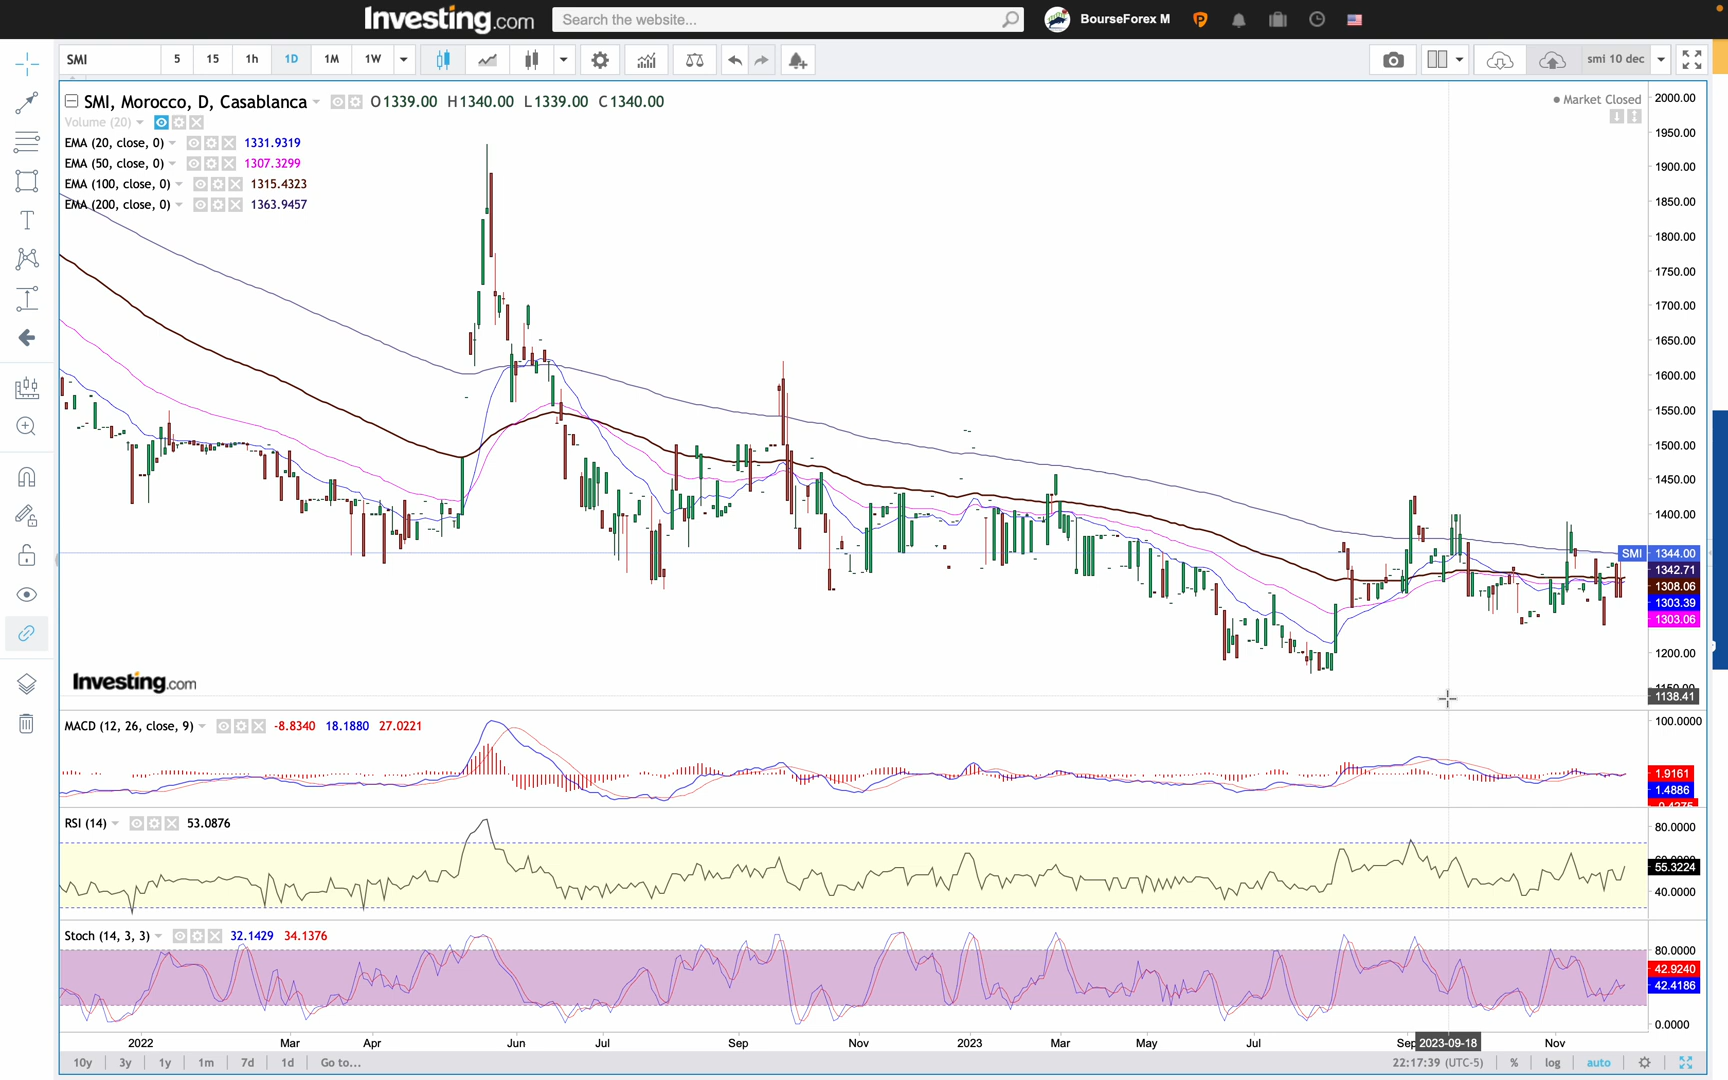 Investing.com
Search the website...
BourseForex M
SMI
5
15
1h
1D
1M
1W
smi 10 dec
SMI, Morocco, D, Casablanca
O 1339.00 H 1340.00 L 1339.00 C 1340.00
Market Closed
Volume (20)
EMA (20, close, 0) 1331.9319
EMA (50, close, 0) 1307.3299
EMA (100, close, 0) 1315.4323
EMA (200, close, 0) 1363.9457
2000.00
1950.00
1900.00
1850.00
1800.00
1750.00
1700.00
1650.00
1600.00
1550.00
1500.00
1450.00
1400.00
SMI 1344.00
1342.71
1308.06
1303.39
1303.06
1200.00
1150.00
1138.41
Investing.com
MACD (12, 26, close, 9) -8.8340 18.1880 27.0221
100.0000
1.9161
1.4886
RSI (14) 53.0876
80.0000
55.3224
40.0000
Stoch (14, 3, 3) 32.1429 34.1376
80.0000
42.9240
42.4186
0.0000
2022 Mar Apr Jun Jul Sep Nov 2023 Mar May Jul Sep 2023-09-18 Nov
10y 3y 1y 1m 7d 1d Go to...
22:17:39 (UTC-5) % log auto